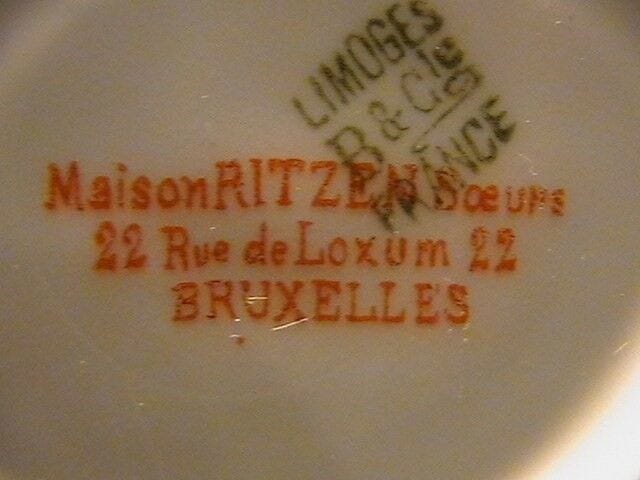 LIMOGES
B & Cie
FRANCE
Maison RITZEN Sœurs
22 Rue de Loxum 22
BRUXELLES